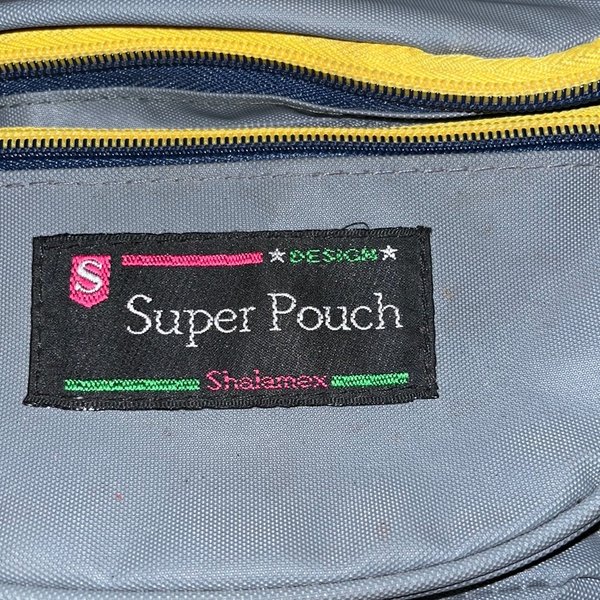 S ★DESIGN★
Super Pouch
Shalamex